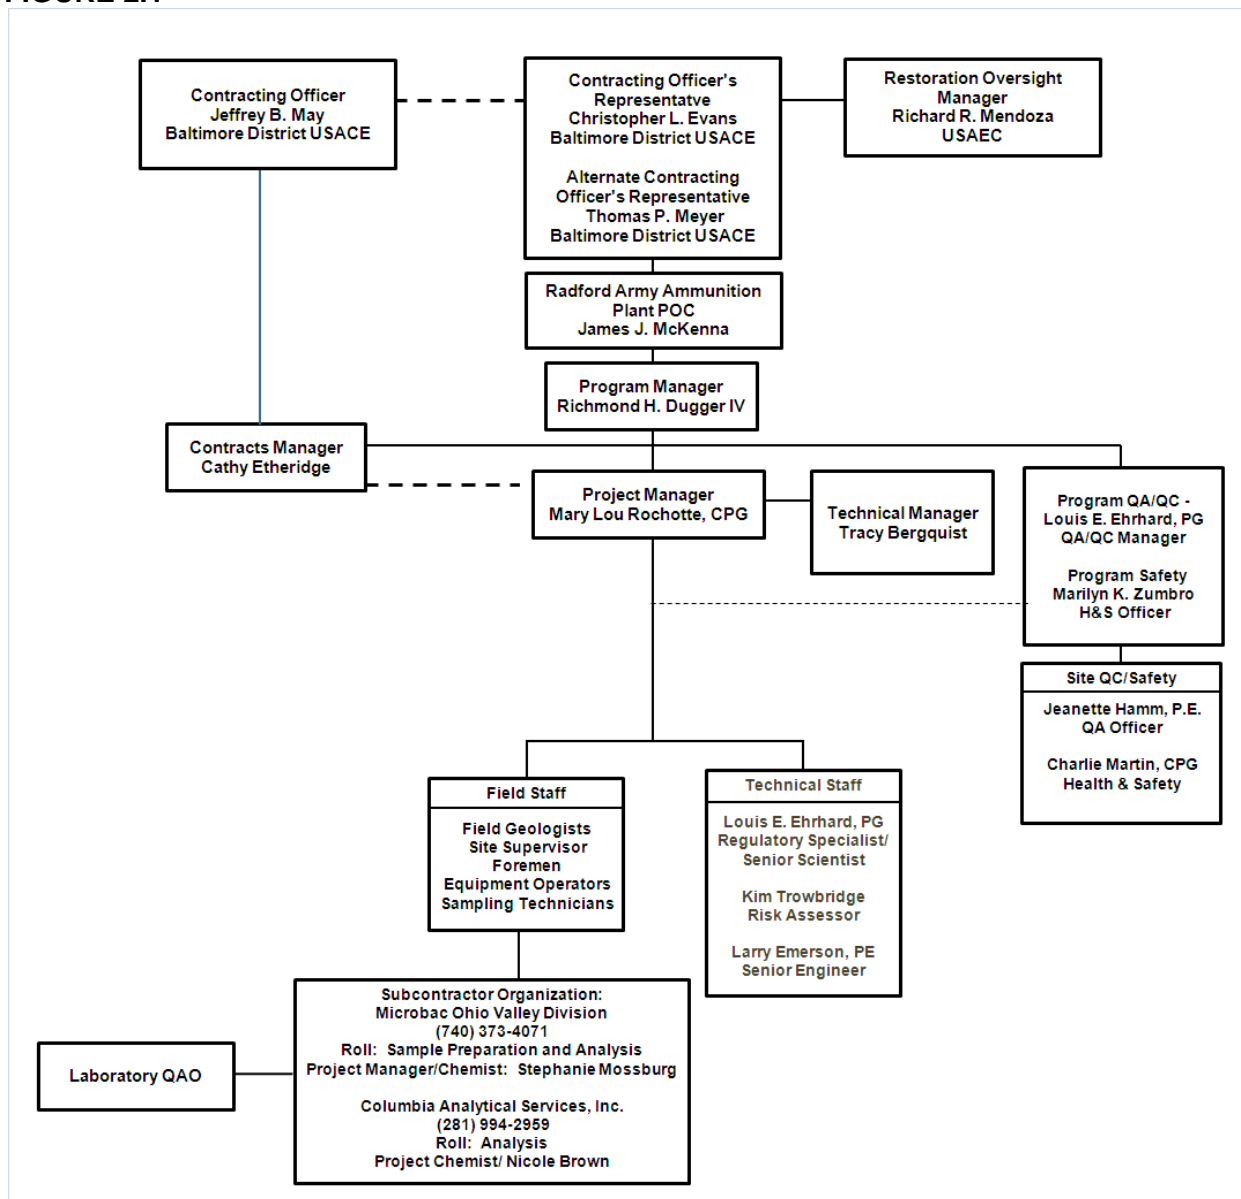 Contracting Officer
Jeffrey B. May
Baltimore District USACE
Contracting Officer's
Representatve
Christopher L. Evans
Baltimore District USACE
Alternate Contracting
Officer's Representative
Thomas P. Meyer
Baltimore District USACE
Restoration Oversight
Manager
Richard R. Mendoza
USAEC
Radford Army Ammunition
Plant POC
James J. McKenna
Program Manager
Richmond H. Dugger IV
Contracts Manager
Cathy Etheridge
Project Manager
Mary Lou Rochotte, CPG
Technical Manager
Tracy Bergquist
Program QA/QC -
Louis E. Ehrhard, PG
QA/QC Manager
Program Safety
Marilyn K. Zumbro
H&S Officer
Site QC/Safety
Jeanette Hamm, P.E.
QA Officer
Charlie Martin, CPG
Health & Safety
Field Staff
Field Geologists
Site Supervisor
Foremen
Equipment Operators
Sampling Technicians
Technical Staff
Louis E. Ehrhard, PG
Regulatory Specialist/
Senior Scientist
Kim Trowbridge
Risk Assessor
Larry Emerson, PE
Senior Engineer
Subcontractor Organization:
Microbac Ohio Valley Division
(740) 373-4071
Roll: Sample Preparation and Analysis
Project Manager/Chemist: Stephanie Mossburg
Columbia Analytical Services, Inc.
(281) 994-2959
Roll: Analysis
Project Chemist/ Nicole Brown
Laboratory QAO